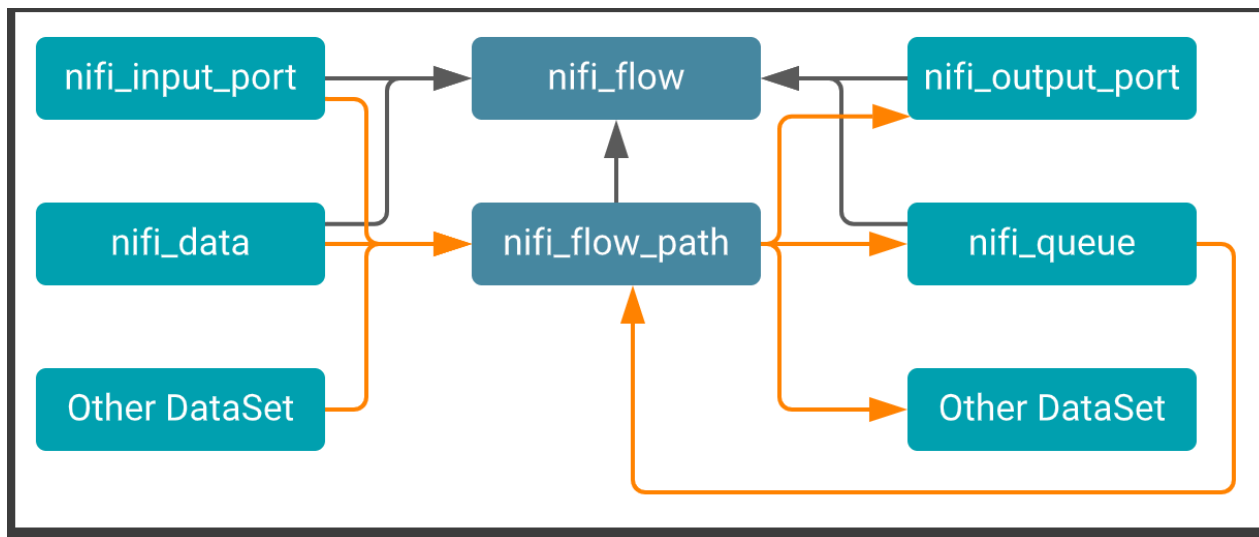 nifi_input_port
nifi_flow
nifi_output_port
nifi_data
nifi_flow_path
nifi_queue
Other DataSet
Other DataSet